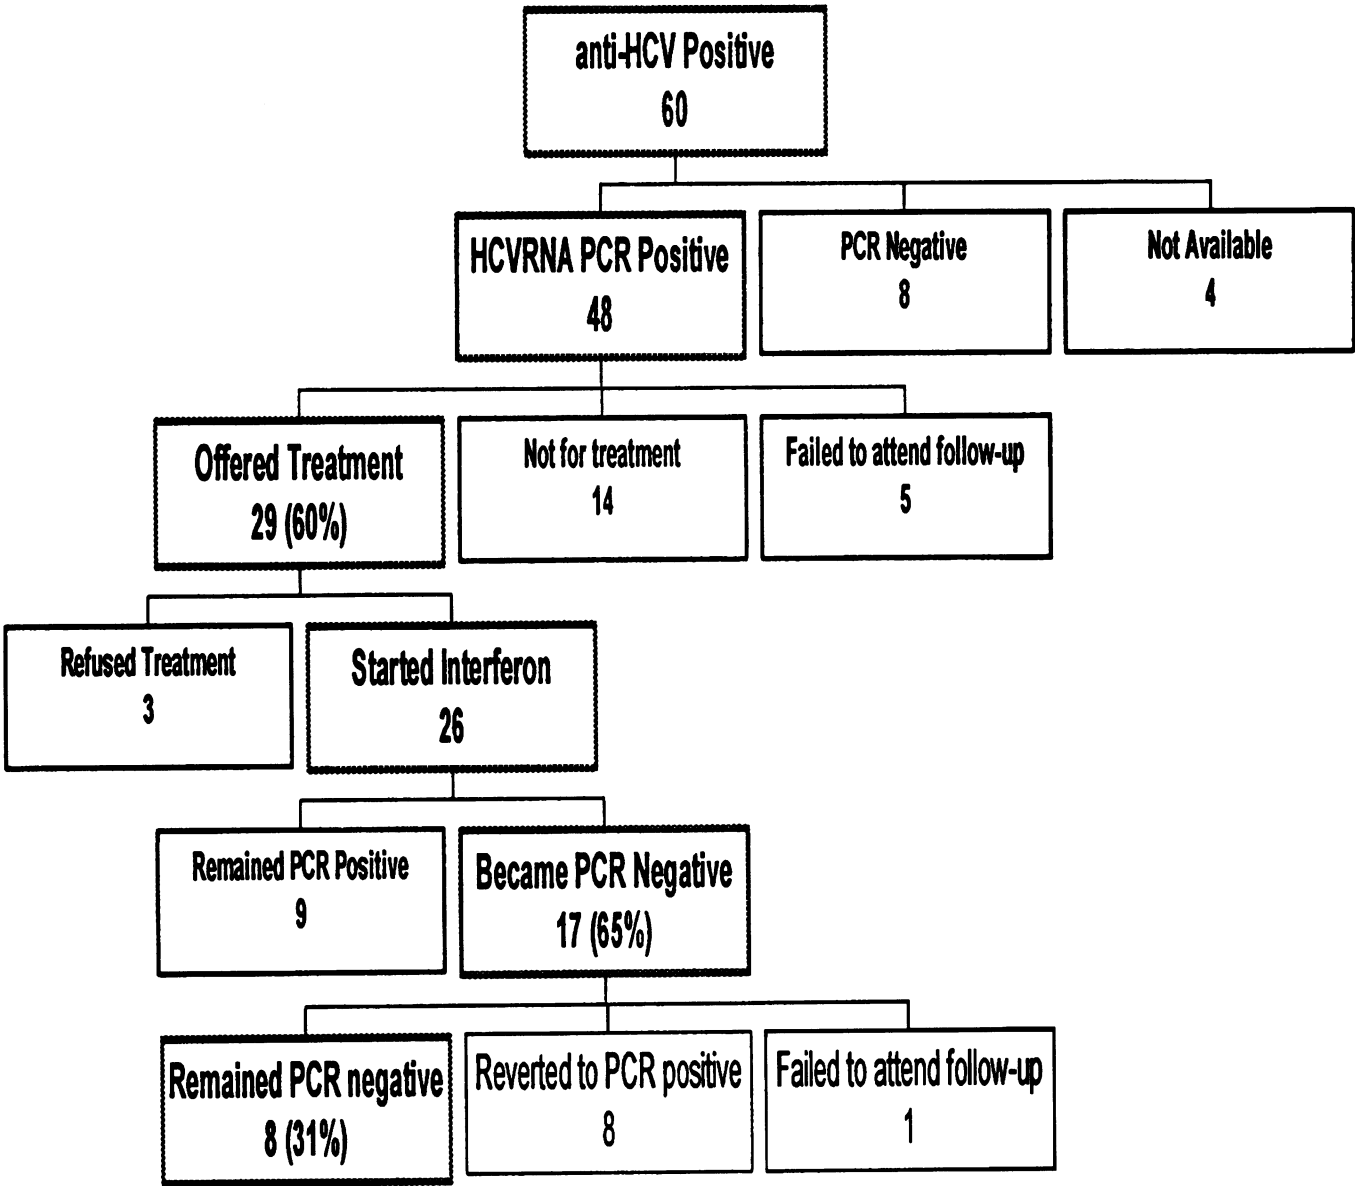 anti-HCV Positive
60
HCVRNA PCR Positive
48
PCR Negative
8
Not Available
4
Offered Treatment
29 (60%)
Not for treatment
14
Failed to attend follow-up
5
Refused Treatment
3
Started Interferon
26
Remained PCR Positive
9
Became PCR Negative
17 (65%)
Remained PCR negative
8 (31%)
Reverted to PCR positive
8
Failed to attend follow-up
1